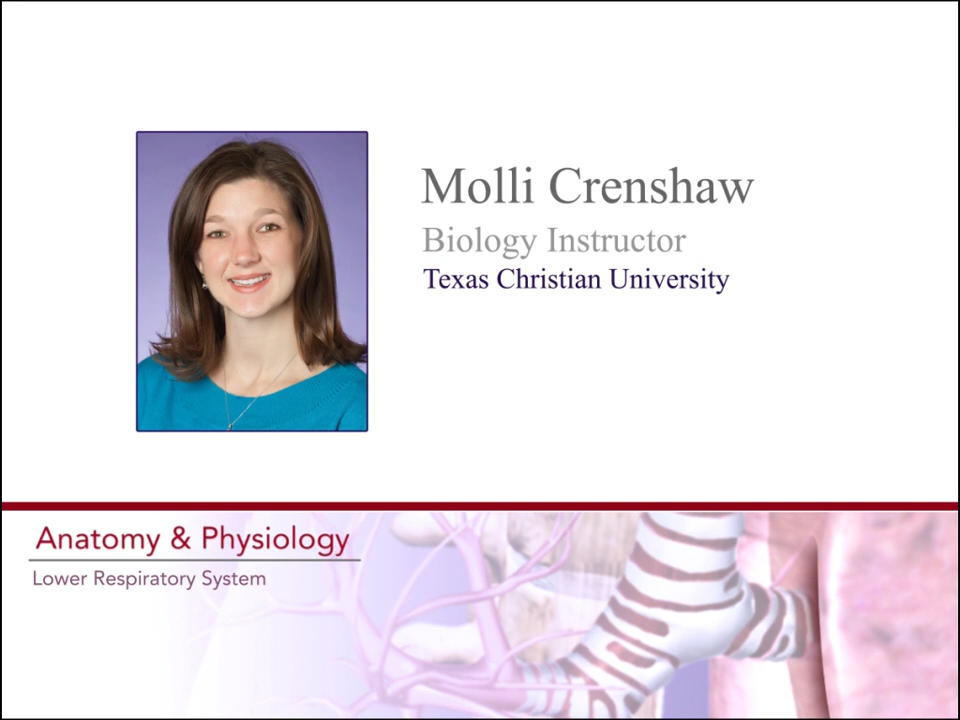 Molli Crenshaw
Biology Instructor
Texas Christian University
Anatomy & Physiology
Lower Respiratory System